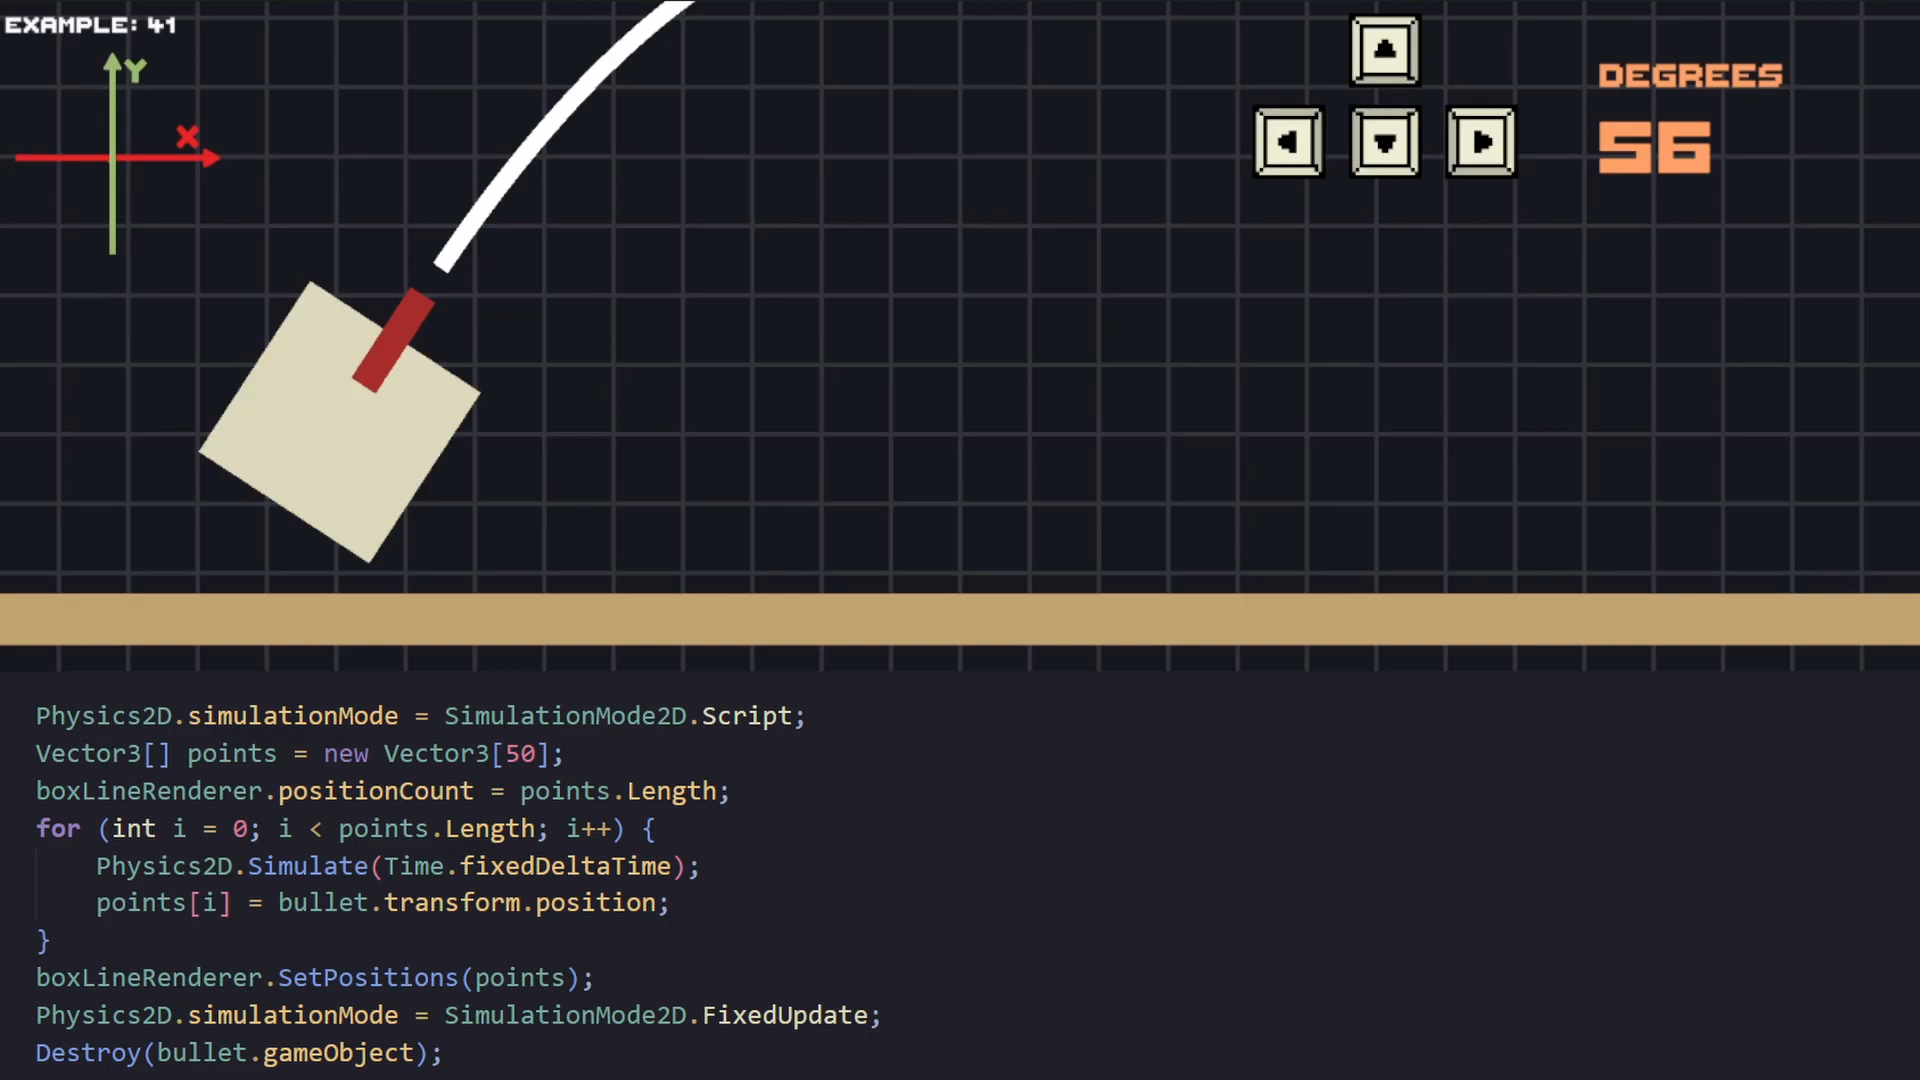 EXAMPLE: 41
Y
X
DEGREES
56
Physics2D.simulationMode = SimulationMode2D.Script;
Vector3[] points = new Vector3[50];
boxLineRenderer.positionCount = points.Length;
for (int i = 0; i < points.Length; i++) {
    Physics2D.Simulate(Time.fixedDeltaTime);
    points[i] = bullet.transform.position;
}
boxLineRenderer.SetPositions(points);
Physics2D.simulationMode = SimulationMode2D.FixedUpdate;
Destroy(bullet.gameObject);